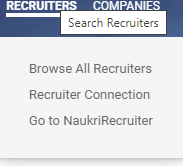 RECRUITERS COMPANIES
Search Recruiters
Browse All Recruiters
Recruiter Connection
Go to NaukriRecruiter